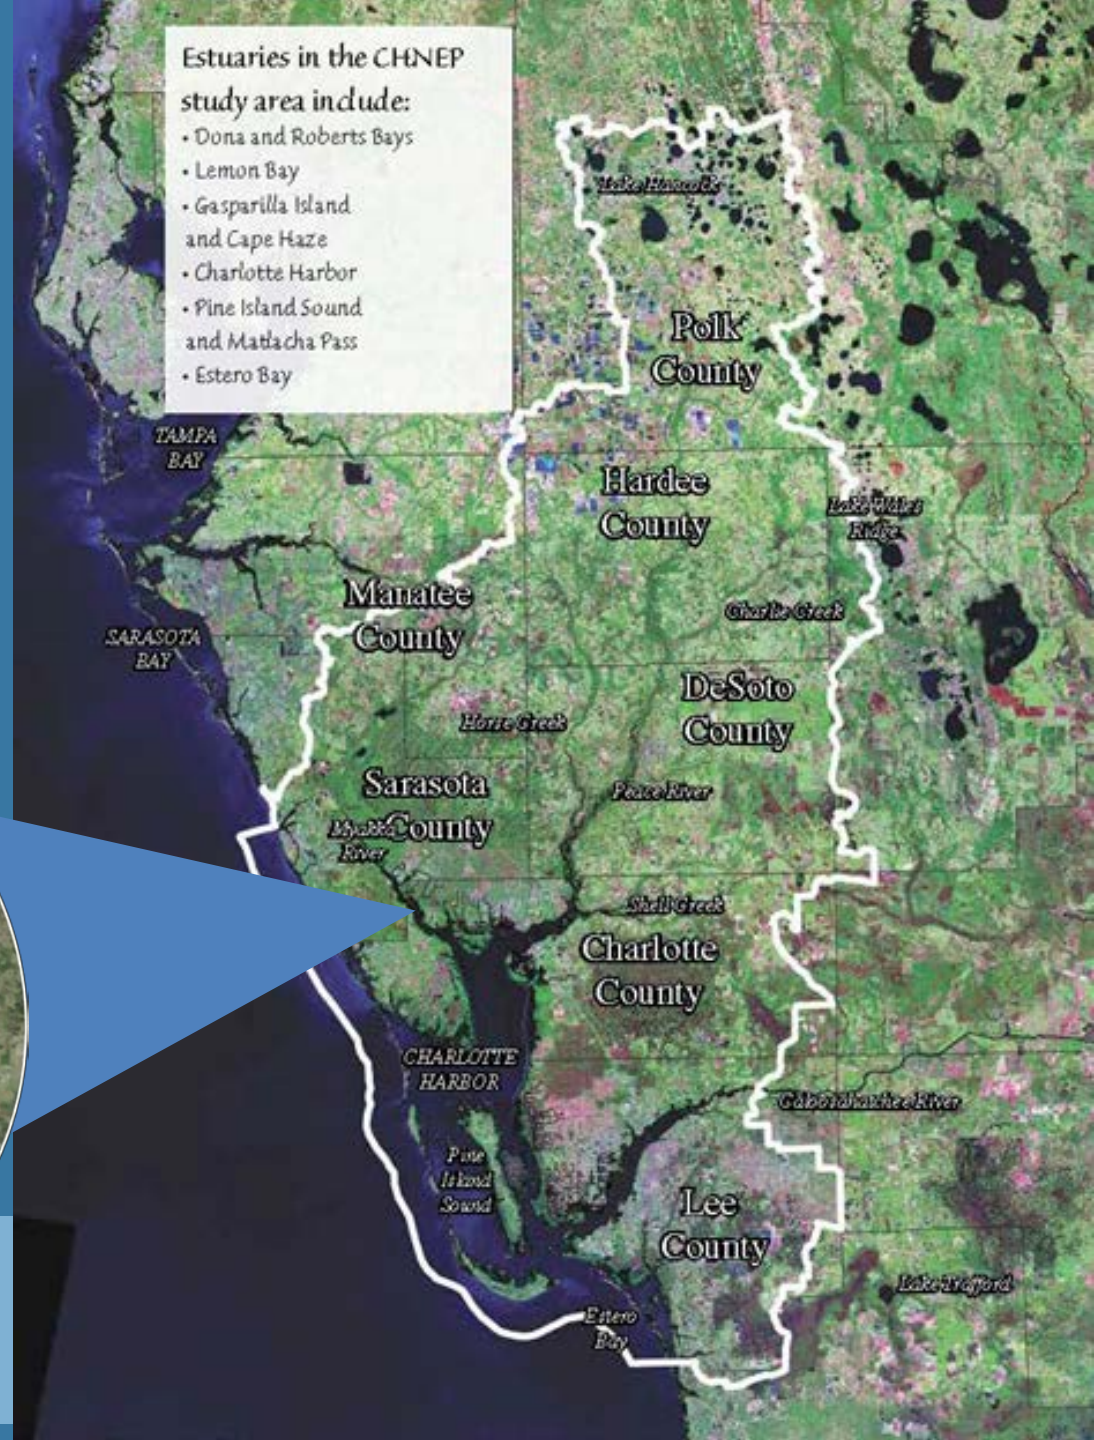 Estuaries in the CHNEP
study area include:
• Dona and Roberts Bays
• Lemon Bay
• Gasparilla Island
and Cape Haze
• Charlotte Harbor
• Pine Island Sound
and Matlacha Pass
• Estero Bay
Lake Hancock
Polk
County
TAMPA
BAY
Hardee
County
Lake Wales
Ridge
Manatee
County
Charlie Creek
SARASOTA
BAY
DeSoto
County
Horse Creek
Sarasota
County
Peace River
Myakka
River
Shell Creek
Charlotte
County
CHARLOTTE
HARBOR
Caloosahatchee River
Pine
Island
Sound
Lee
County
Lake Trafford
Estero
Bay